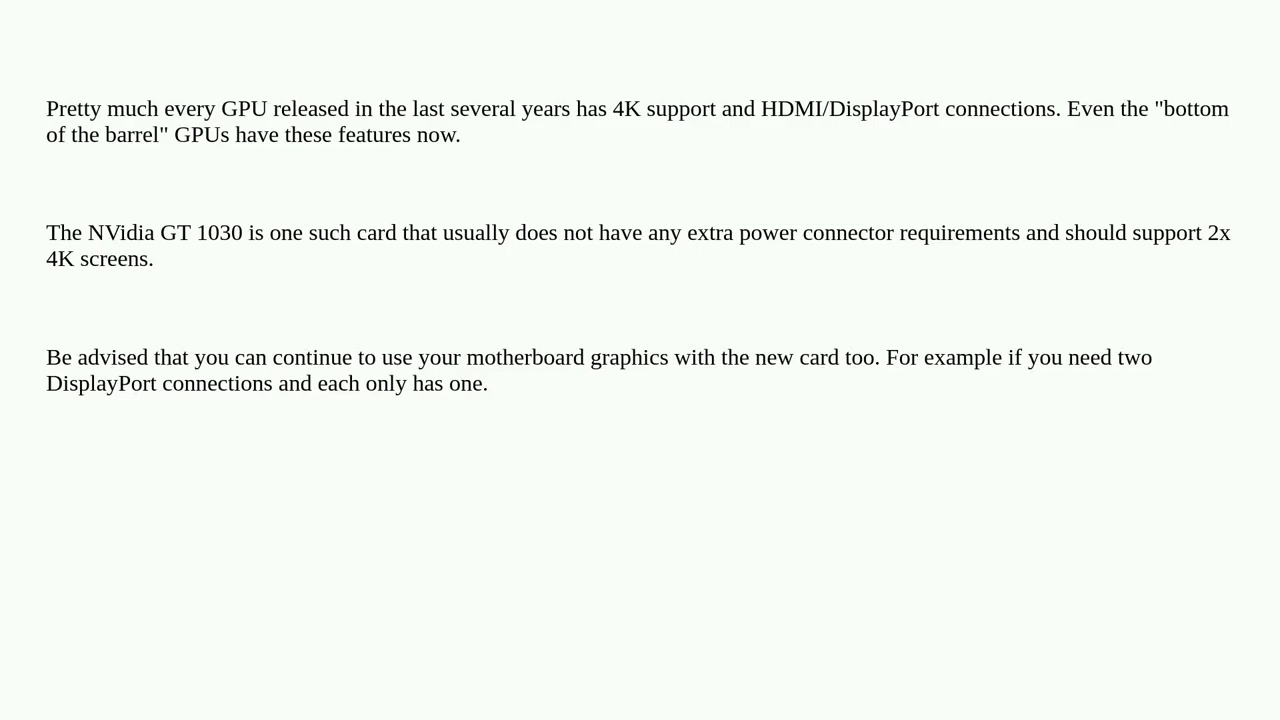 Pretty much every GPU released in the last several years has 4K support and HDMI/DisplayPort connections. Even the "bottom
of the barrel" GPUs have these features now.
The NVidia GT 1030 is one such card that usually does not have any extra power connector requirements and should support 2x
4K screens.
Be advised that you can continue to use your motherboard graphics with the new card too. For example if you need two
DisplayPort connections and each only has one.